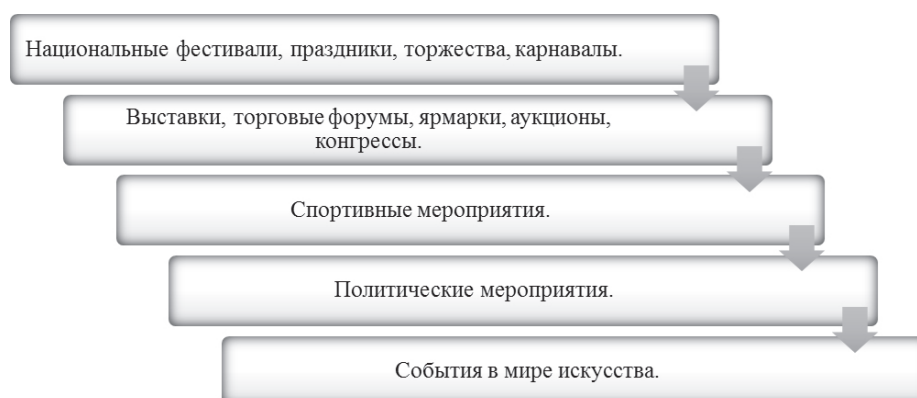 Национальные фестивали, праздники, торжества, карнавалы.
Выставки, торговые форумы, ярмарки, аукционы,
конгрессы.
Спортивные мероприятия.
Политические мероприятия.
События в мире искусства.